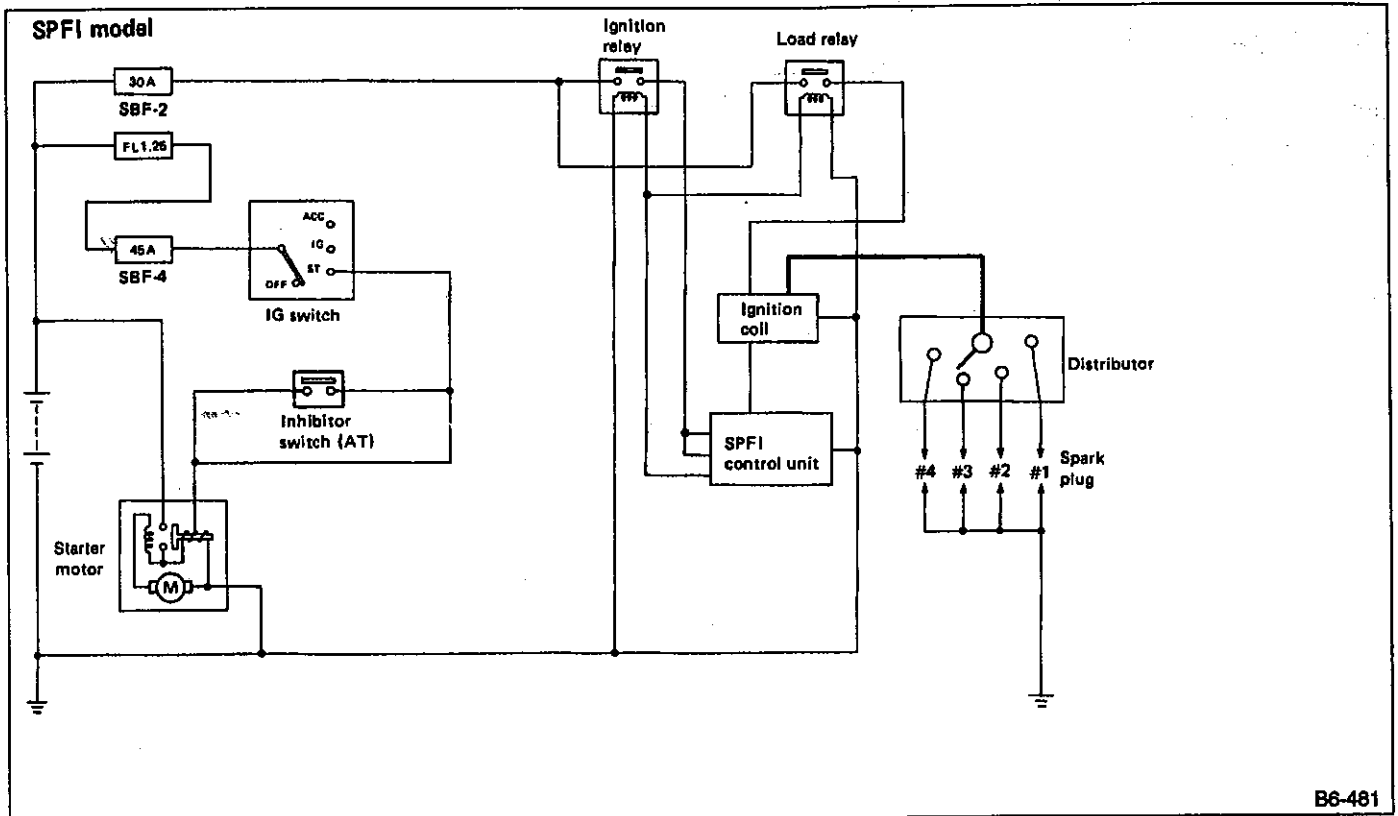 SPFI model
Ignition
relay
Load relay
30A
SBF-2
FL1.25
45A
SBF-4
ACC
IG
ST
OFF
IG switch
Inhibitor
switch (AT)
Ignition
coil
SPFI
control unit
Distributor
#4 #3 #2 #1
Spark
plug
Starter
motor
M
B6-481